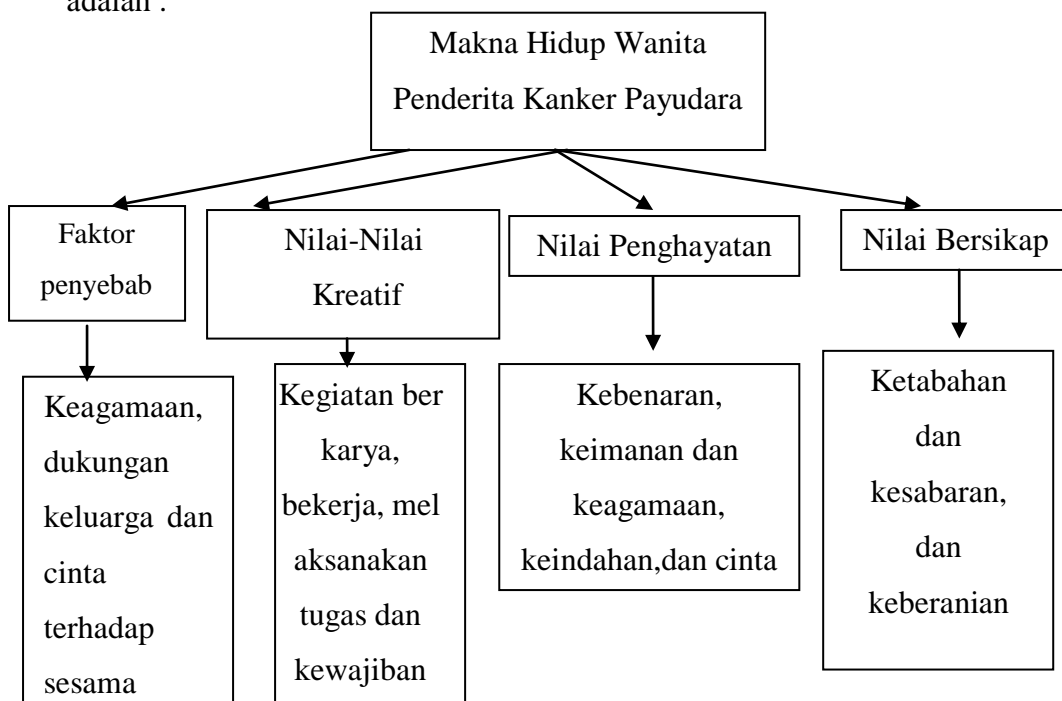 adalah :
Makna Hidup Wanita
Penderita Kanker Payudara
Faktor
penyebab
Nilai-Nilai
Kreatif
Nilai Penghayatan
Nilai Bersikap
Keagamaan,
dukungan
keluarga dan
cinta
terhadap
sesama
Kegiatan ber
karya,
bekerja, mel
aksanakan
tugas dan
kewajiban
Kebenaran,
keimanan dan
keagamaan,
keindahan,dan cinta
Ketabahan
dan
kesabaran,
dan
keberanian